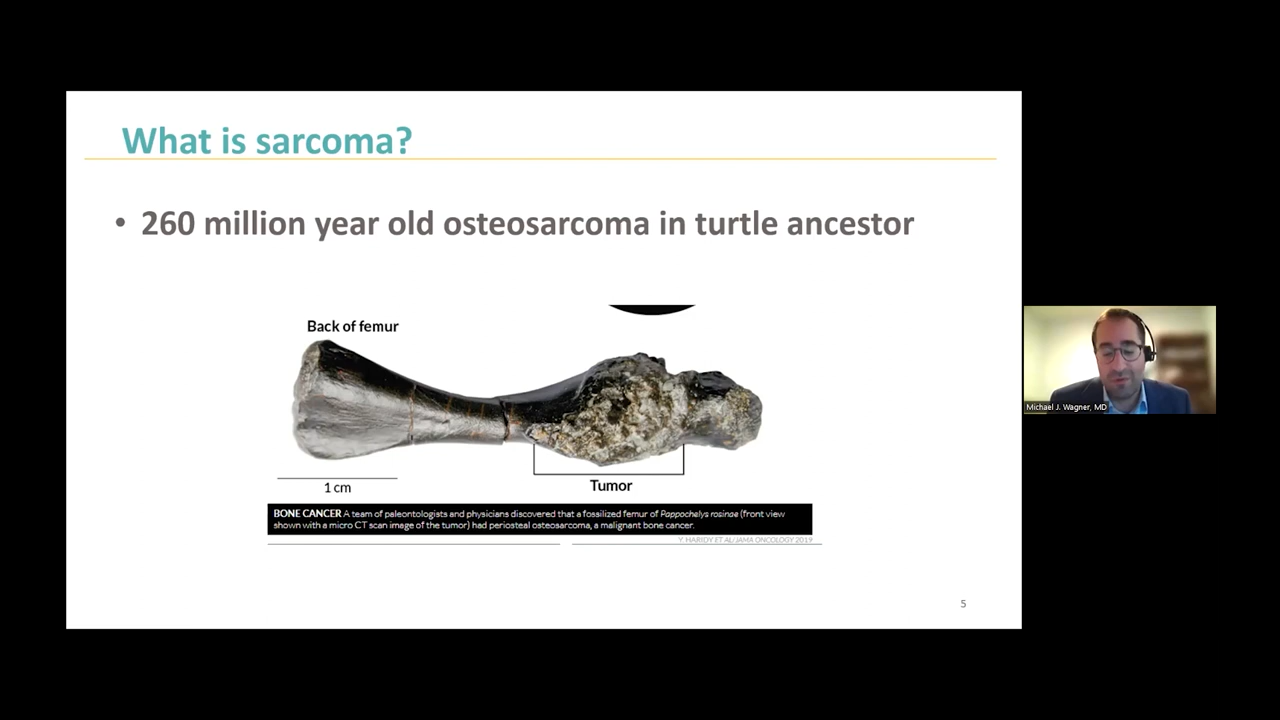 What is sarcoma?
• 260 million year old osteosarcoma in turtle ancestor
Back of femur
1 cm
Tumor
BONE CANCER A team of paleontologists and physicians discovered that a fossilized femur of Pappochelys rosinae (front view
shown with a micro CT scan image of the tumor) had periosteal osteosarcoma, a malignant bone cancer.
Y. HARIDY ET AL/JAMA ONCOLOGY 2019
5
Michael J. Wagner, MD